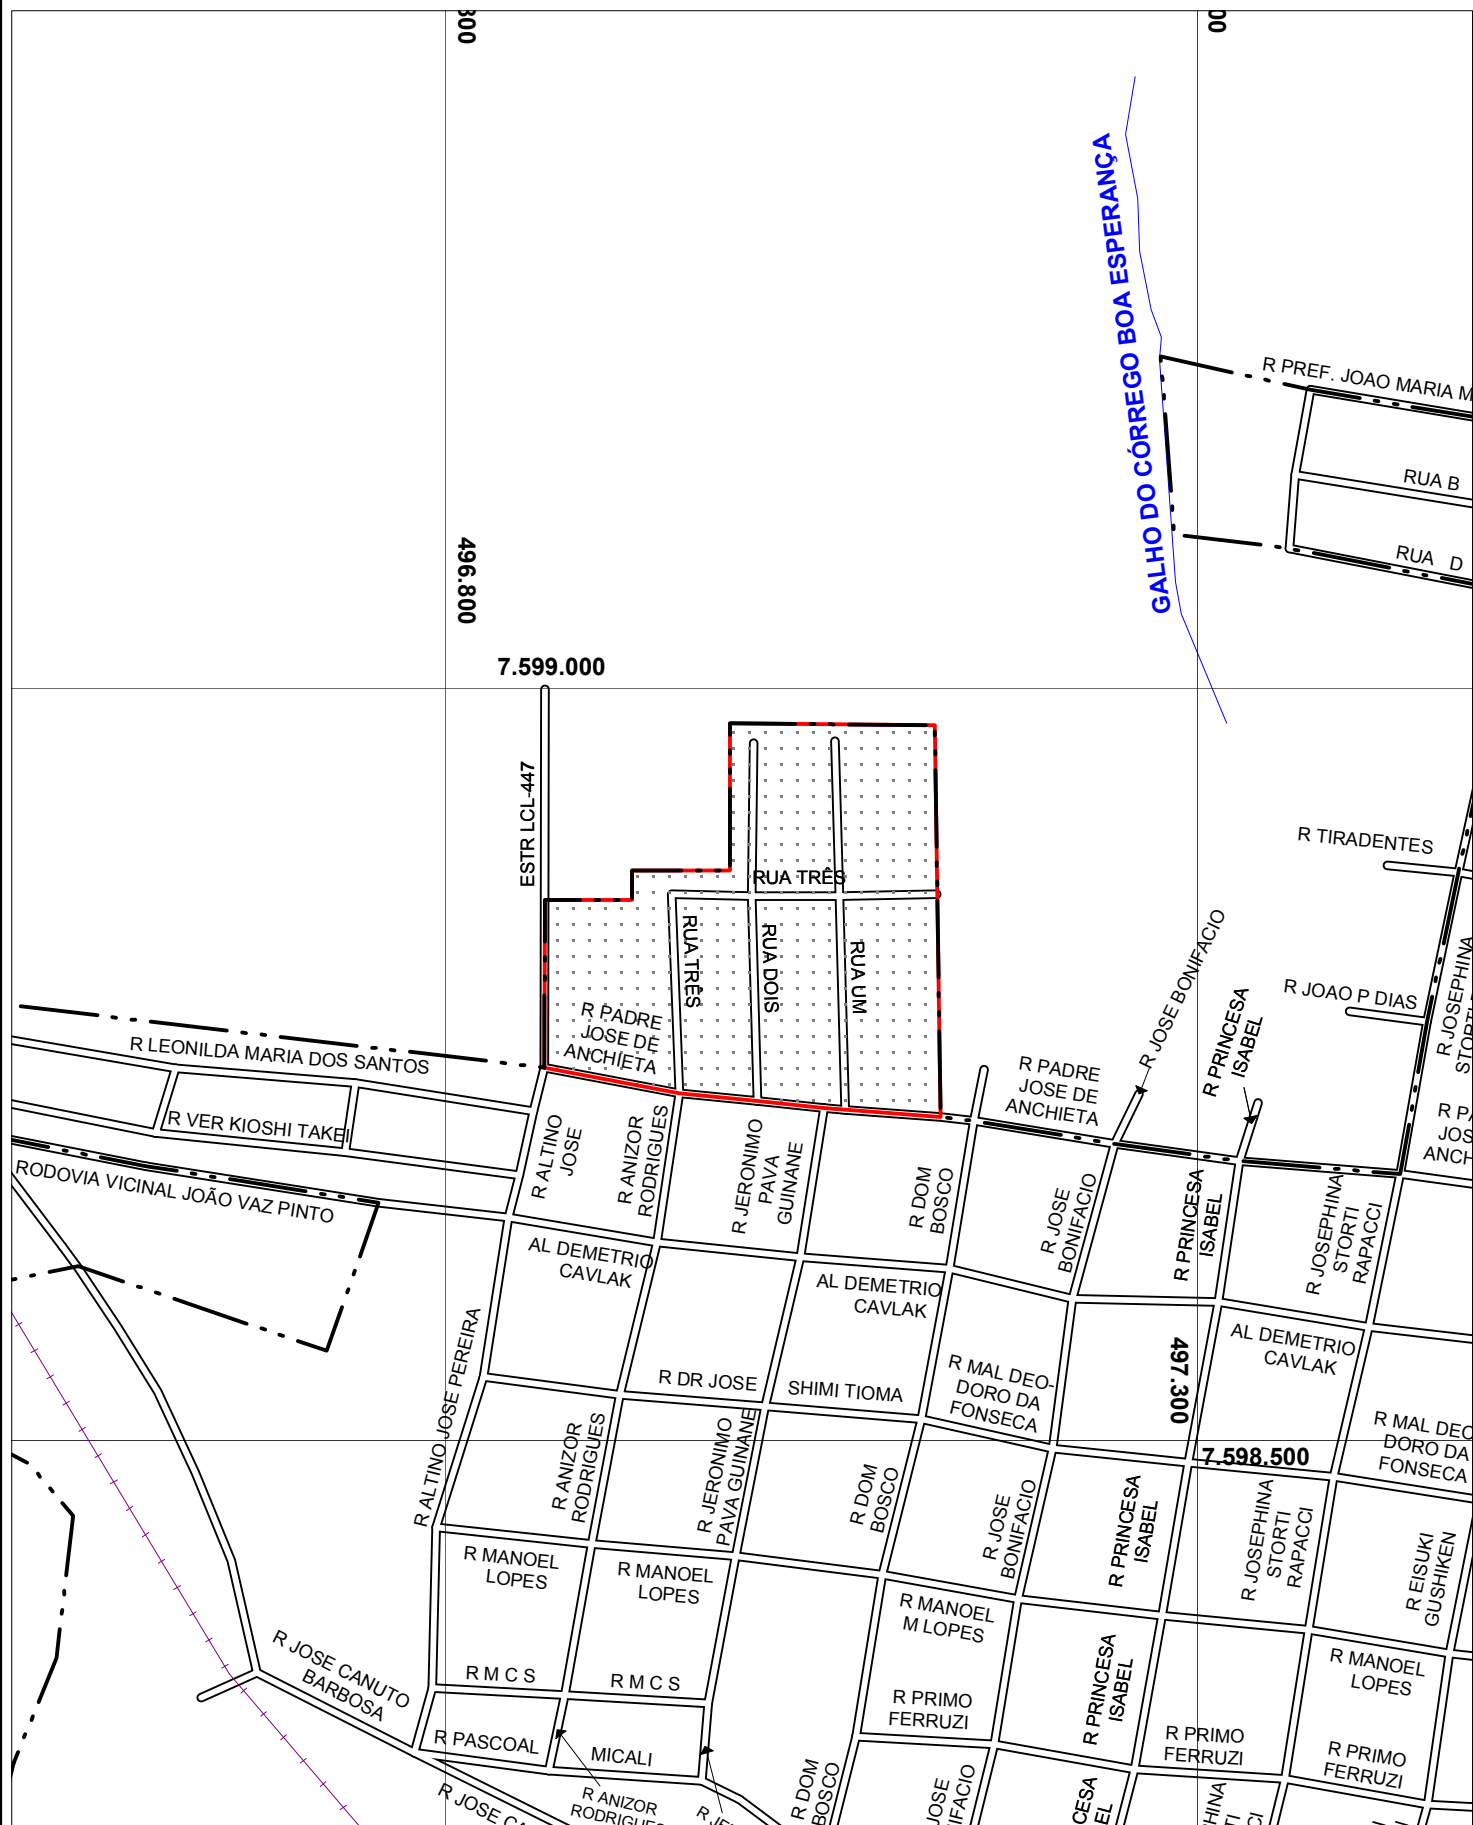 GALHO DO CÓRREGO BOA ESPERANÇA
R PREF. JOAO MARIA M
RUA B
RUA D
496.800
7.599.000
ESTR LCL-447
RUA TRÊS
RUA TRÊS
RUA DOIS
RUA UM
R TIRADENTES
R JOSE BONIFACIO
R PRINCESA
ISABEL
R JOAO P DIAS
R JOSEPHINA
R PADRE
JOSE DE
ANCHIETA
R LEONILDA MARIA DOS SANTOS
R PADRE
JOSE DE
ANCHIETA
R VER KIOSHI TAKEI
RODOVIA VICINAL JOÃO VAZ PINTO
R ALTINO
JOSE
R ANIZOR
RODRIGUES
R JERONIMO
PAVA
GUINANE
R DOM
BOSCO
R JOSE
BONIFACIO
R PRINCESA
ISABEL
R JOSEPHINA
STORTI
RAPACCI
AL DEMETRIO
CAVLAK
AL DEMETRIO
CAVLAK
AL DEMETRIO
CAVLAK
R ALTINO JOSE PEREIRA
R DR JOSE
SHIMI TIOMA
R MAL DEO-
DORO DA
FONSECA
497.300
7.598.500
R MAL DEO
DORO DA
FONSECA
R ANIZOR
RODRIGUES
R JERONIMO
PAVA GUINANE
R DOM
BOSCO
R JOSE
BONIFACIO
R PRINCESA
ISABEL
R JOSEPHINA
STORTI
RAPACCI
R EISUKI
GUSHIKEN
R MANOEL
LOPES
R MANOEL
LOPES
R MANOEL
M LOPES
R MANOEL
LOPES
R JOSE CANUTO
BARBOSA
R M C S
R M C S
R PRIMO
FERRUZI
R PRINCESA
ISABEL
R PRIMO
FERRUZI
R PRIMO
FERRUZI
R PASCOAL
MICALI
R ANIZOR
R DOM
BOSCO
R JOSE